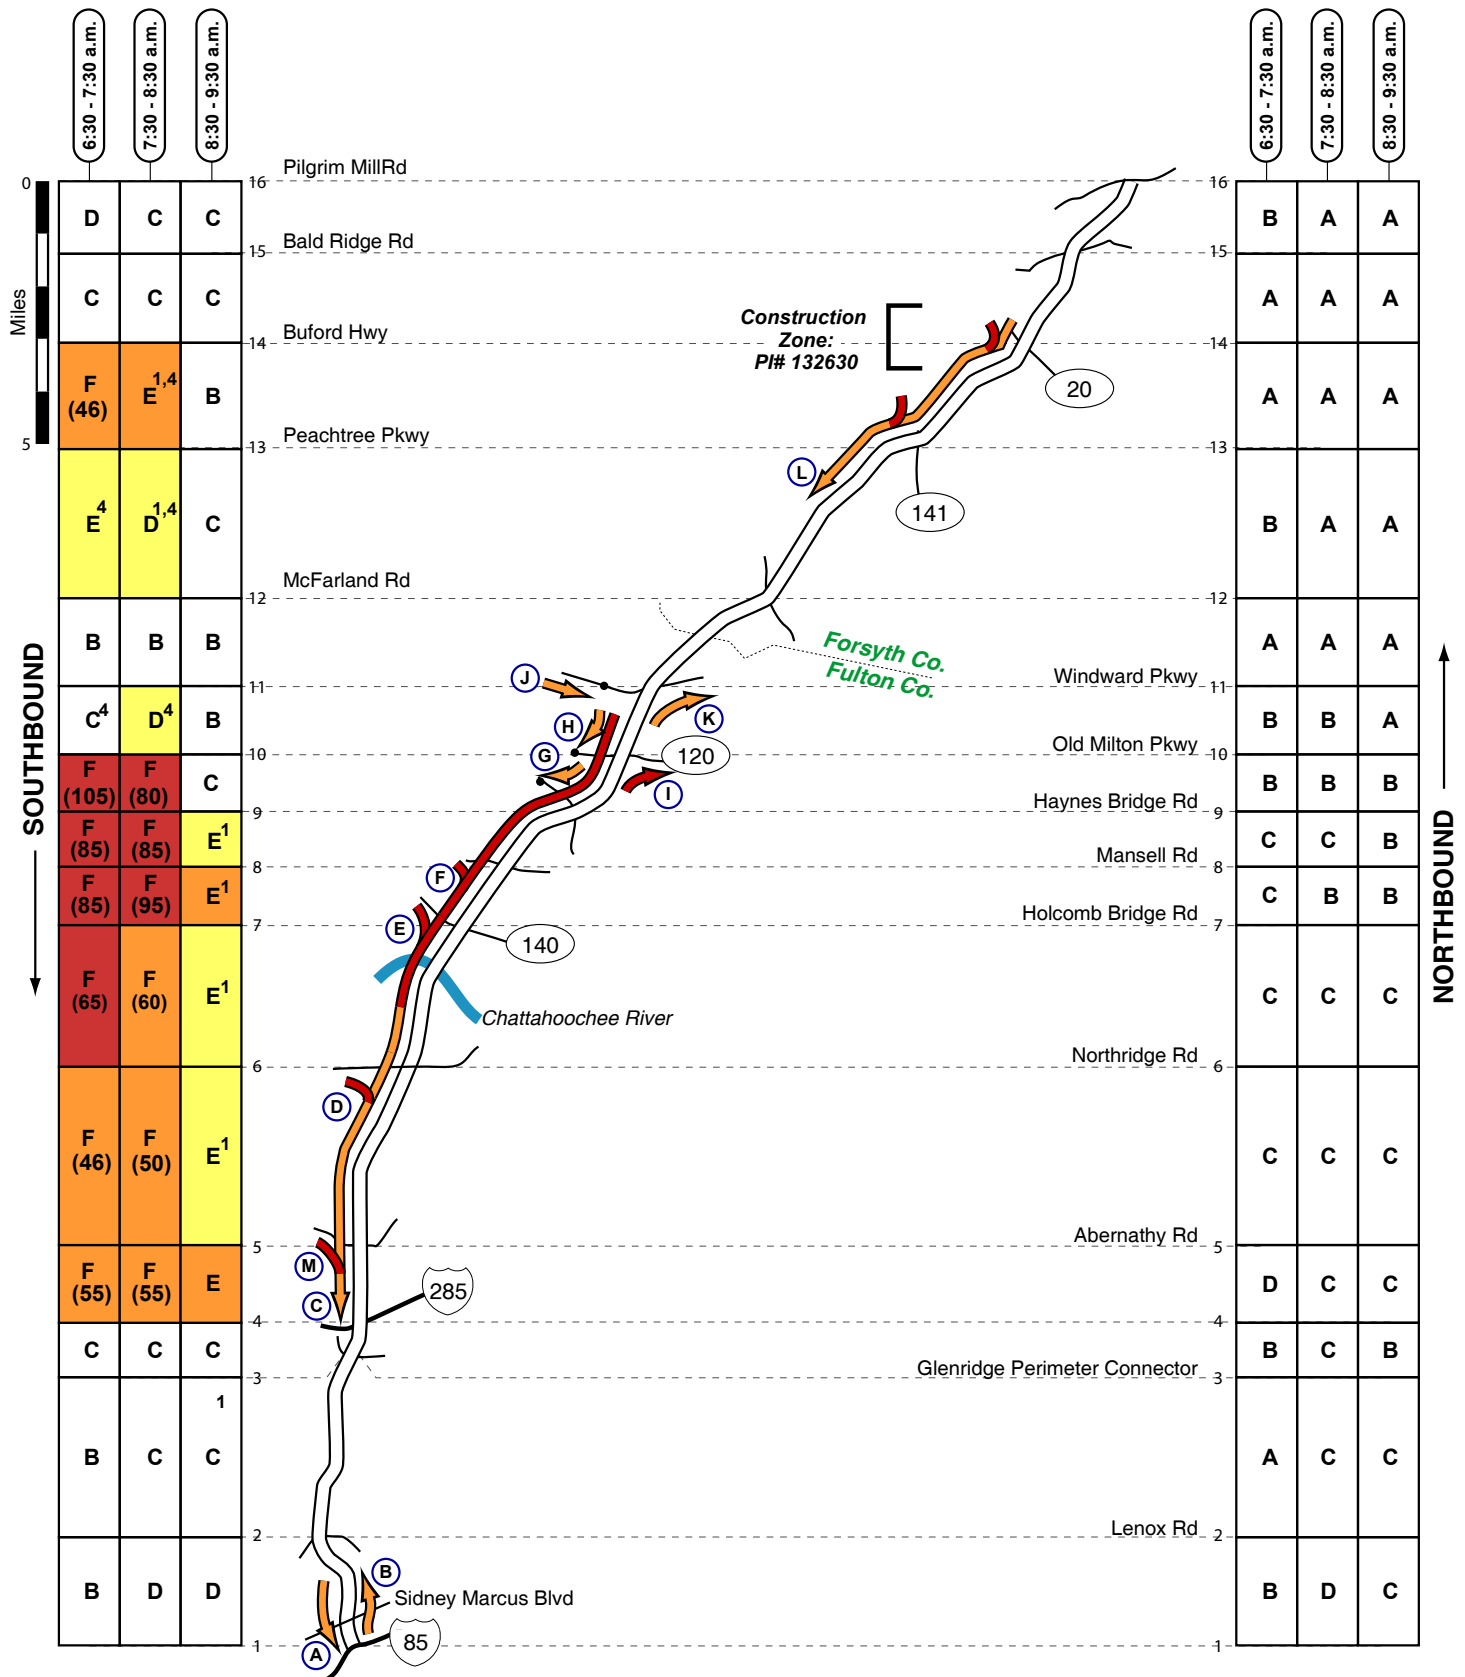 6:30 - 7:30 a.m.
7:30 - 8:30 a.m.
8:30 - 9:30 a.m.
6:30 - 7:30 a.m.
7:30 - 8:30 a.m.
8:30 - 9:30 a.m.
Pilgrim MillRd
0
16
16
D C C
B A A
Bald Ridge Rd
15
15
Miles
C C C
A A A
Construction
Zone:
PI# 132630
Buford Hwy
14
14
20
F (46) E1,4 B
A A A
5
Peachtree Pkwy
13
13
L
141
E4 D1,4 C
B A A
McFarland Rd
12
12
B B B
A A A
Forsyth Co.
Fulton Co.
SOUTHBOUND
NORTHBOUND
Windward Pkwy
11
11
J
K
H
C4 D4 B
B B A
Old Milton Pkwy
10
10
G
120
I
F (105) F (80) C
B B B
Haynes Bridge Rd
9
9
F (85) F (85) E1
C C B
Mansell Rd
8
8
F
F (85) F (95) E1
C B B
Holcomb Bridge Rd
7
7
E
140
F (65) F (60) E1
C C C
Chattahoochee River
Northridge Rd
6
6
D
F (46) F (50) E1
C C C
Abernathy Rd
5
5
M
C
285
F (55) F (55) E
D C C
4
4
C C C
B C B
Glenridge Perimeter Connector
3
3
1
B C C
A C C
Lenox Rd
2
2
B
B D D
B D C
Sidney Marcus Blvd
85
A
1
1